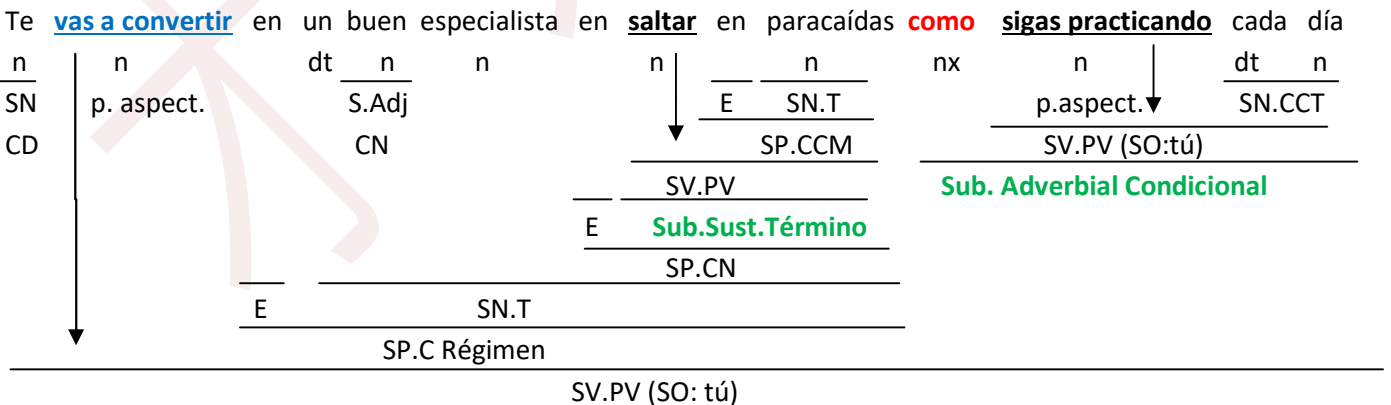 Te vas a convertir en un buen especialista en saltar en paracaídas como sigas practicando cada día
n n dt n n n n nx n dt n
SN p. aspect. S.Adj E SN.T p.aspect. SN.CCT
CD CN SP.CCM SV.PV (SO:tú)
SV.PV Sub. Adverbial Condicional
E Sub.Sust.Término
SP.CN
E SN.T
SP.C Régimen
SV.PV (SO: tú)